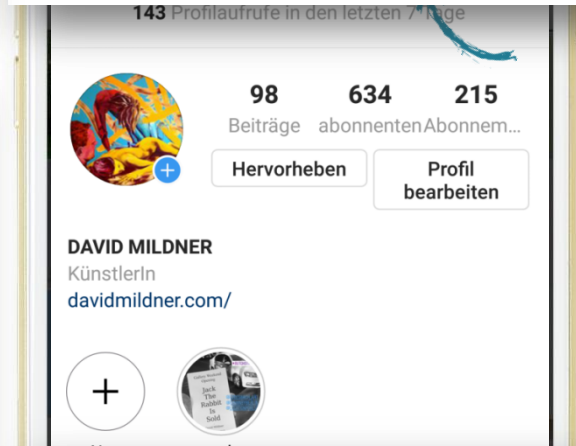 143 Profilaufrufe in den letzten 7 Tage
98 634 215
Beiträge abonnenten Abonnem...
Hervorheben
Profil
bearbeiten
DAVID MILDNER
KünstlerIn
davidmildner.com/
Jack
The
Rabbit
Is
Sold